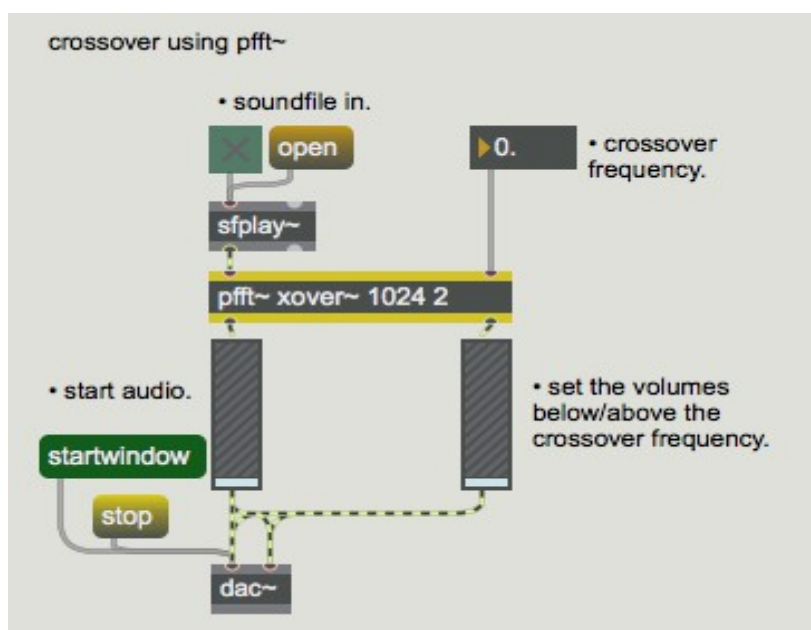 crossover using pfft~
• soundfile in.
open
0.
• crossover
frequency.
sfplay~
pfft~ xover~ 1024 2
• start audio.
• set the volumes
below/above the
crossover frequency.
startwindow
stop
dac~